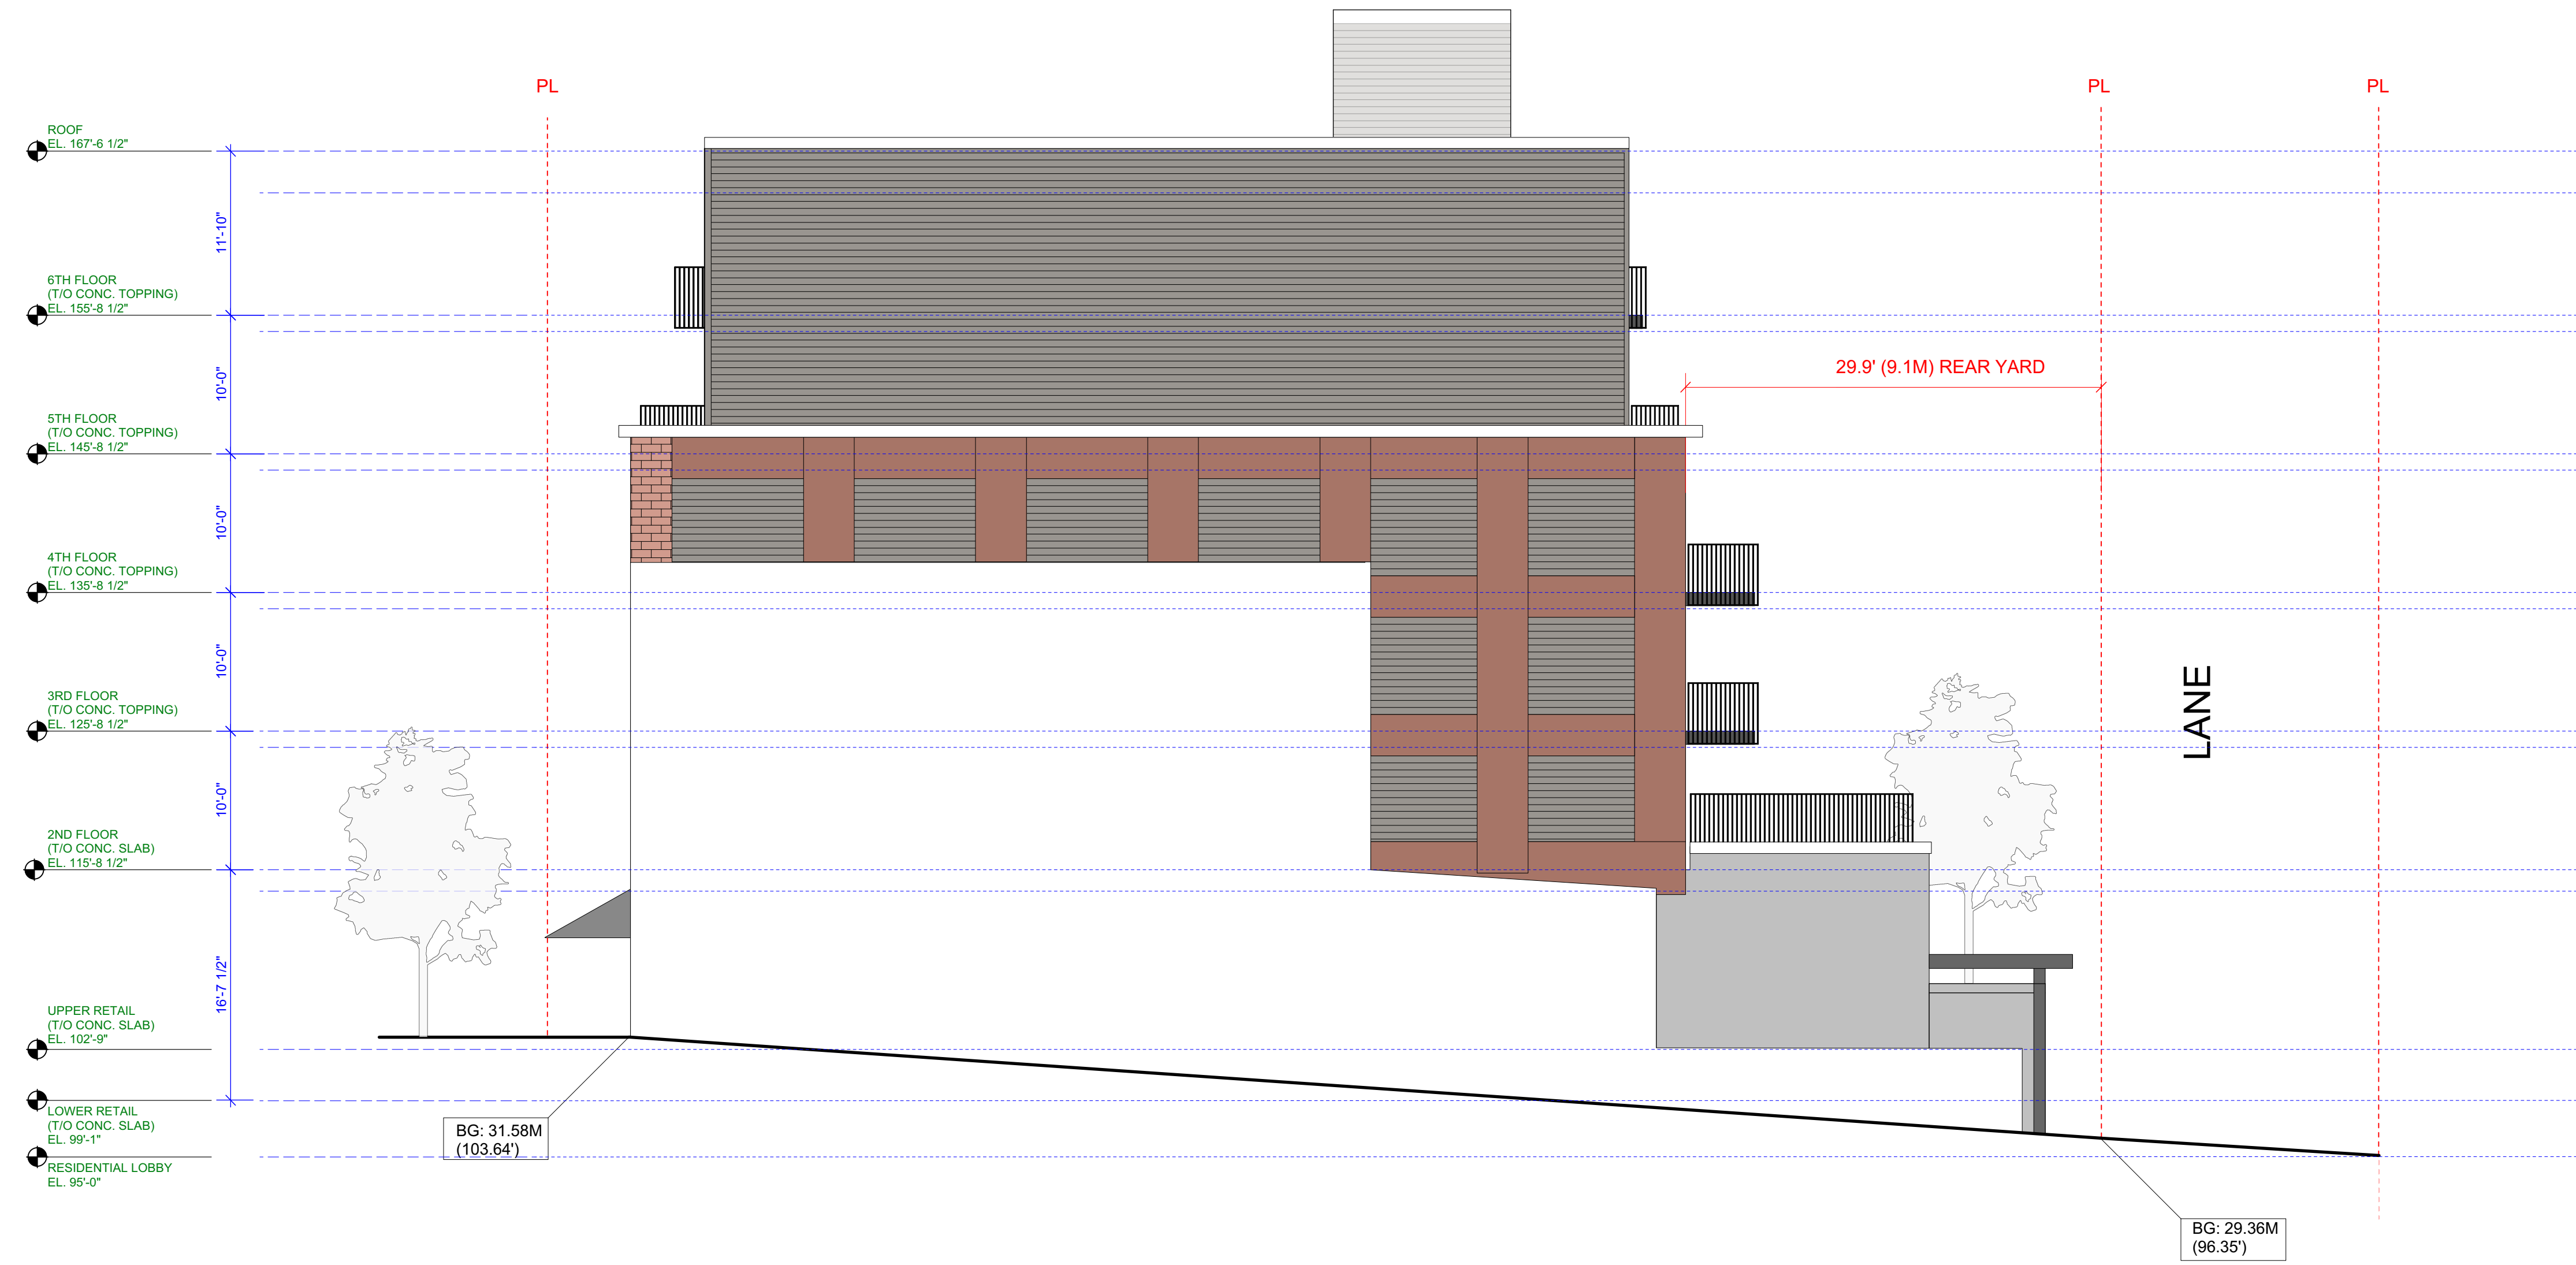 PL
PL
PL
ROOF
EL. 167'-6 1/2"
11'-10"
6TH FLOOR
(T/O CONC. TOPPING)
EL. 155'-8 1/2"
10'-0"
29.9' (9.1M) REAR YARD
5TH FLOOR
(T/O CONC. TOPPING)
EL. 145'-8 1/2"
10'-0"
4TH FLOOR
(T/O CONC. TOPPING)
EL. 135'-8 1/2"
10'-0"
LANE
3RD FLOOR
(T/O CONC. TOPPING)
EL. 125'-8 1/2"
10'-0"
2ND FLOOR
(T/O CONC. SLAB)
EL. 115'-8 1/2"
16'-7 1/2"
UPPER RETAIL
(T/O CONC. SLAB)
EL. 102'-9"
LOWER RETAIL
(T/O CONC. SLAB)
EL. 99'-1"
BG: 31.58M
(103.64')
RESIDENTIAL LOBBY
EL. 95'-0"
BG: 29.36M
(96.35')